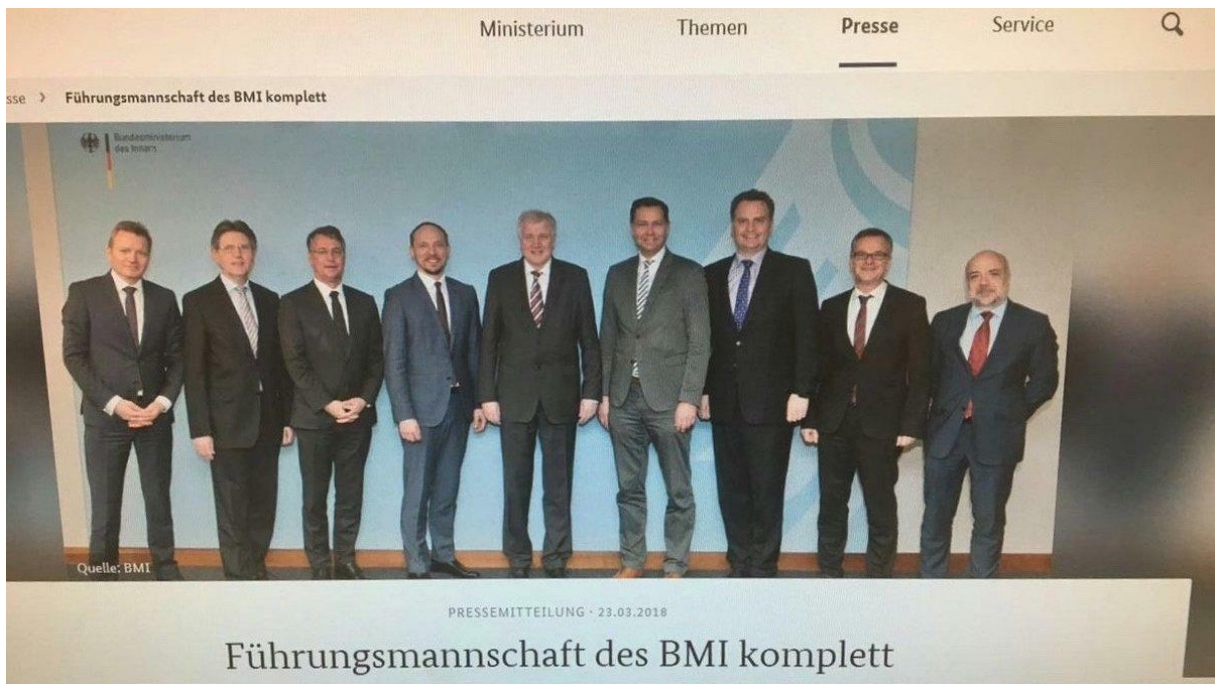 Ministerium Themen Presse Service
sse > Führungsmannschaft des BMI komplett
Bundesministerium
des Innern
Quelle: BMI
PRESSEMITTEILUNG · 23.03.2018
Führungsmannschaft des BMI komplett